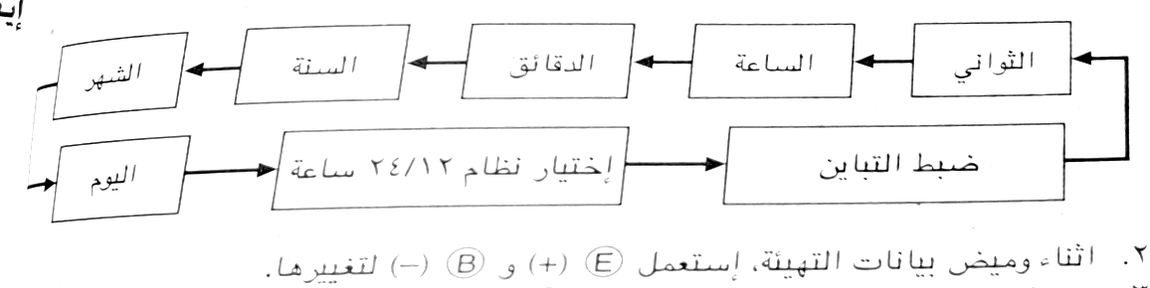 الثواني الساعة الدقائق السنة الشهر
اليوم إختيار نظام ٢٤/١٢ ساعة ضبط التباين
٢. اثناء وميض بيانات التهيئة، إستعمل E (+) و B (−) لتغييرها.